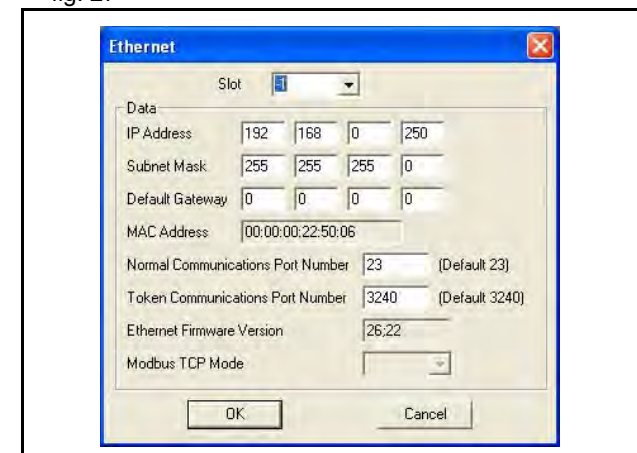 Ethernet
Slot -1
Data
IP Address 192 168 0 250
Subnet Mask 255 255 255 0
Default Gateway 0 0 0 0
MAC Address 00:00:00:22:50:06
Normal Communications Port Number 23 (Default 23)
Token Communications Port Number 3240 (Default 3240)
Ethernet Firmware Version 26;22
Modbus TCP Mode
OK Cancel